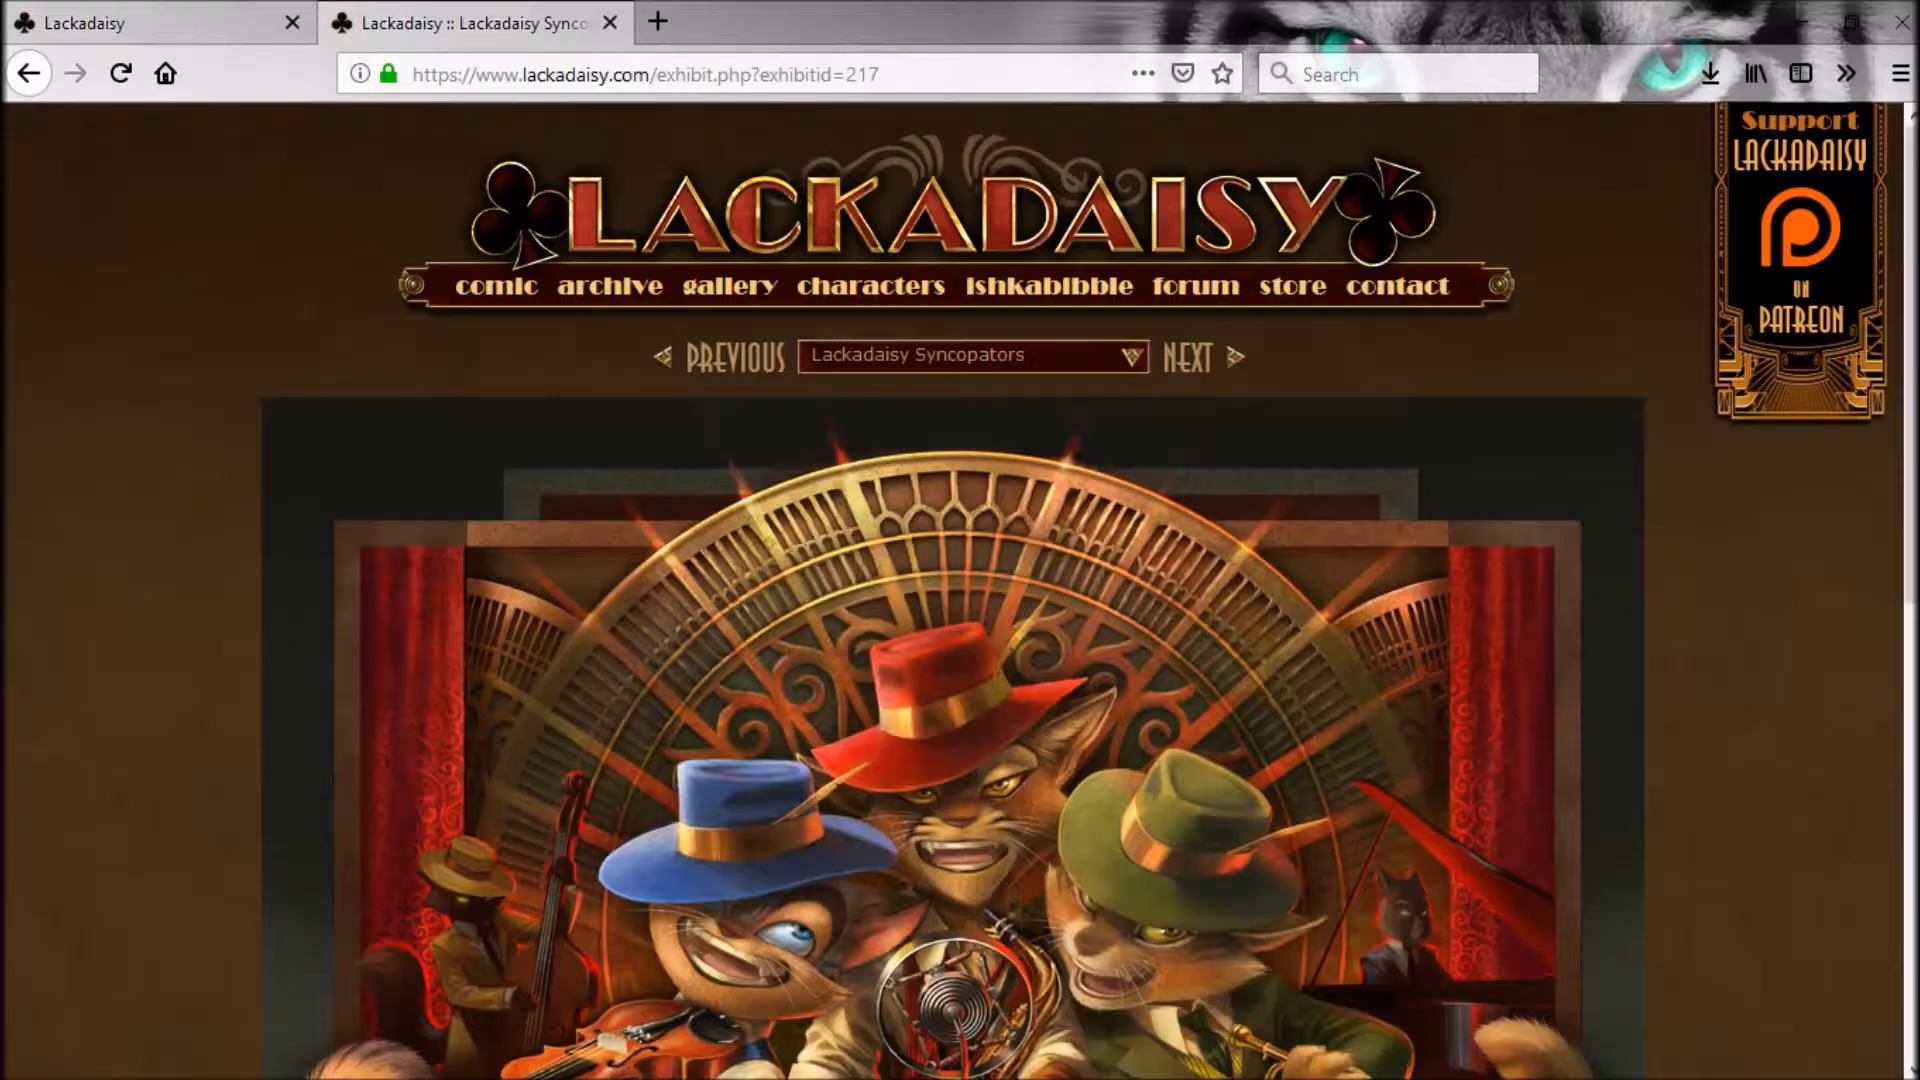 Lackadaisy
Lackadaisy :: Lackadaisy Synco
https://www.lackadaisy.com/exhibit.php?exhibitid=217
Search
Support
LACKADAISY
ON
PATREON
LACKADAISY
comic archive gallery characters ishkabibble forum store contact
PREVIOUS Lackadaisy Syncopators NEXT